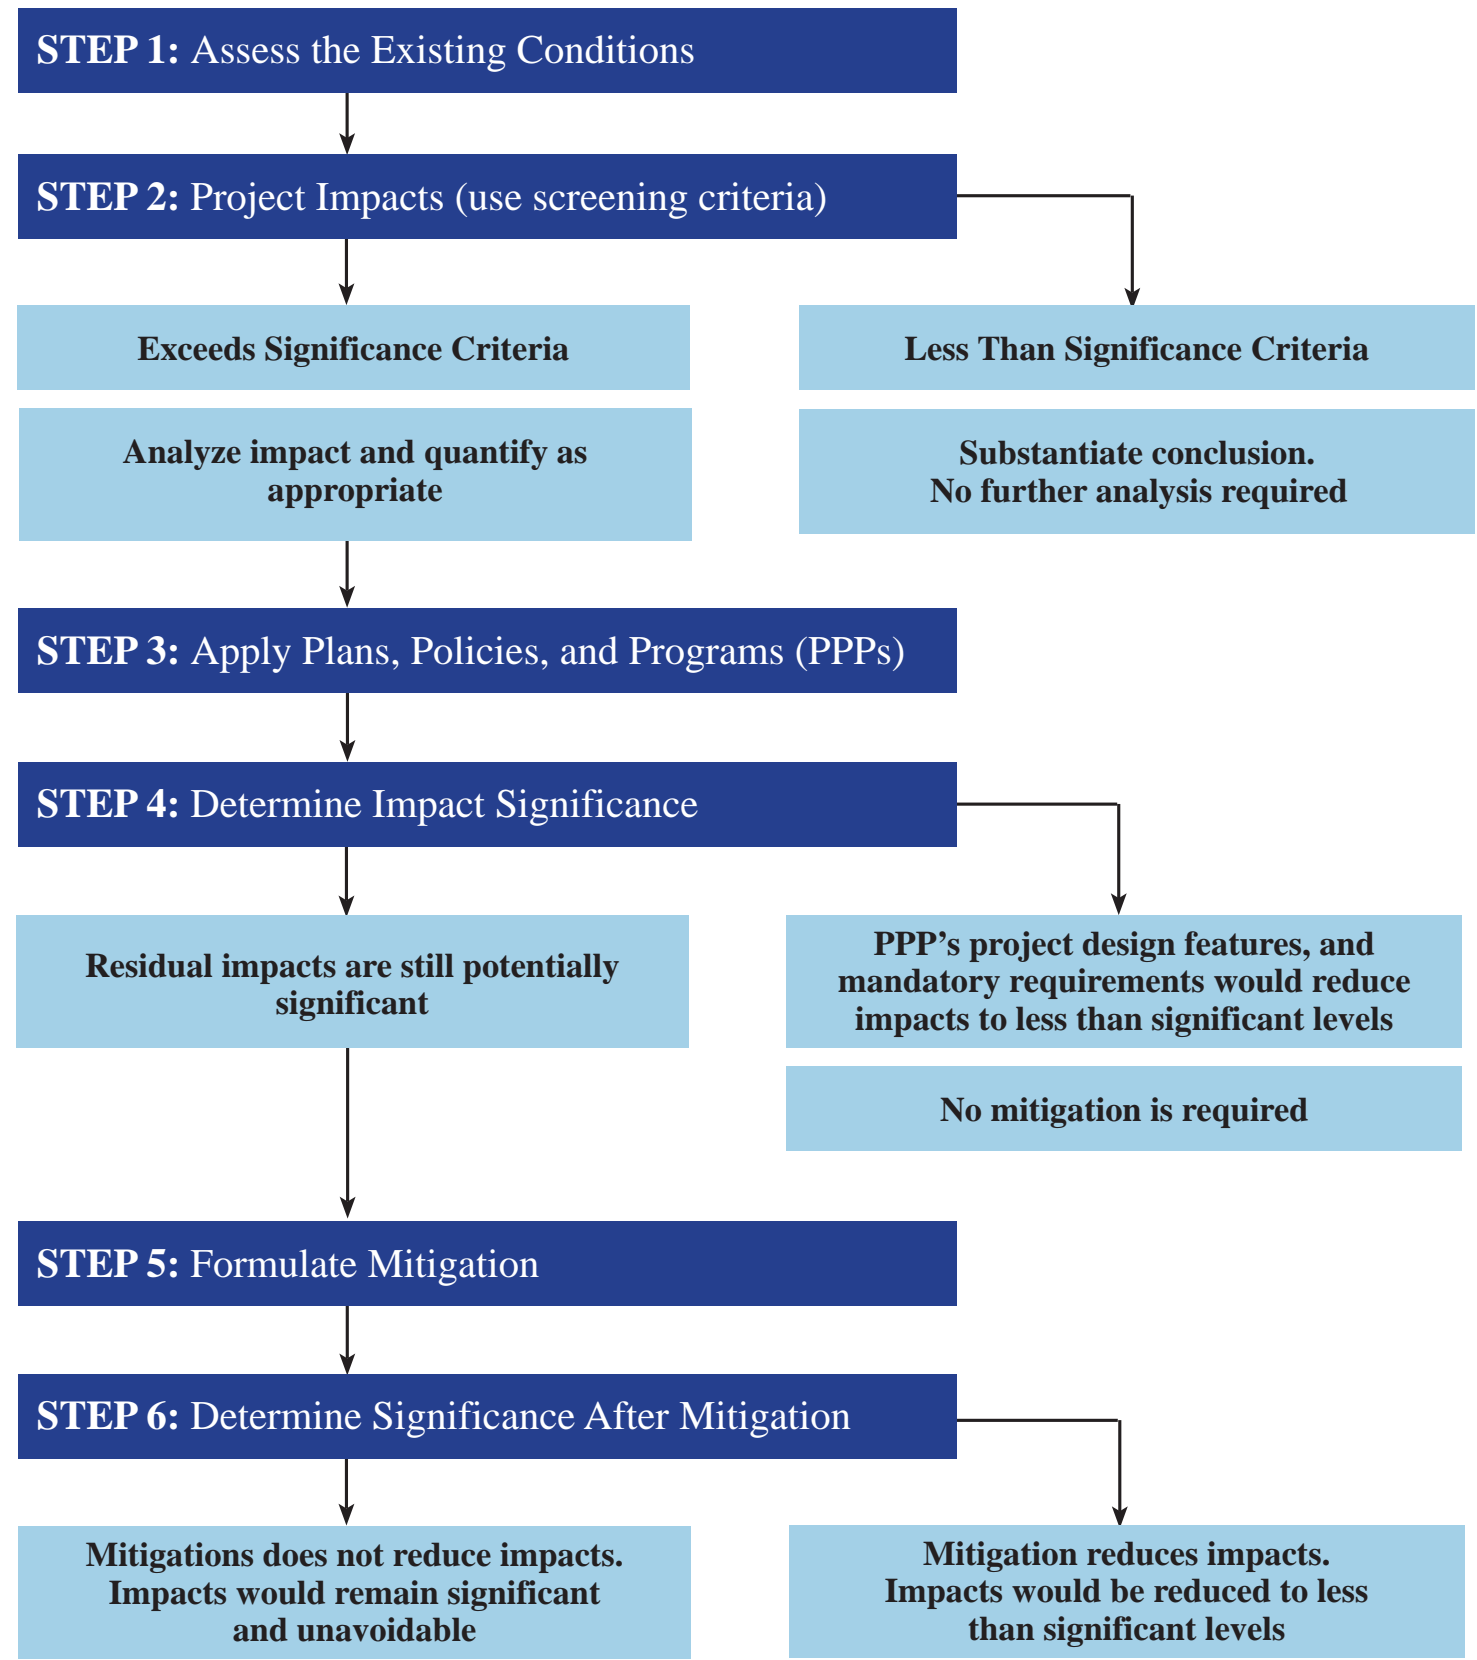 STEP 1: Assess the Existing Conditions
STEP 2: Project Impacts (use screening criteria)
Exceeds Significance Criteria
Less Than Significance Criteria
Analyze impact and quantify as
appropriate
Substantiate conclusion.
No further analysis required
STEP 3: Apply Plans, Policies, and Programs (PPPs)
STEP 4: Determine Impact Significance
Residual impacts are still potentially
significant
PPP’s project design features, and
mandatory requirements would reduce
impacts to less than significant levels
No mitigation is required
STEP 5: Formulate Mitigation
STEP 6: Determine Significance After Mitigation
Mitigations does not reduce impacts.
Impacts would remain significant
and unavoidable
Mitigation reduces impacts.
Impacts would be reduced to less
than significant levels